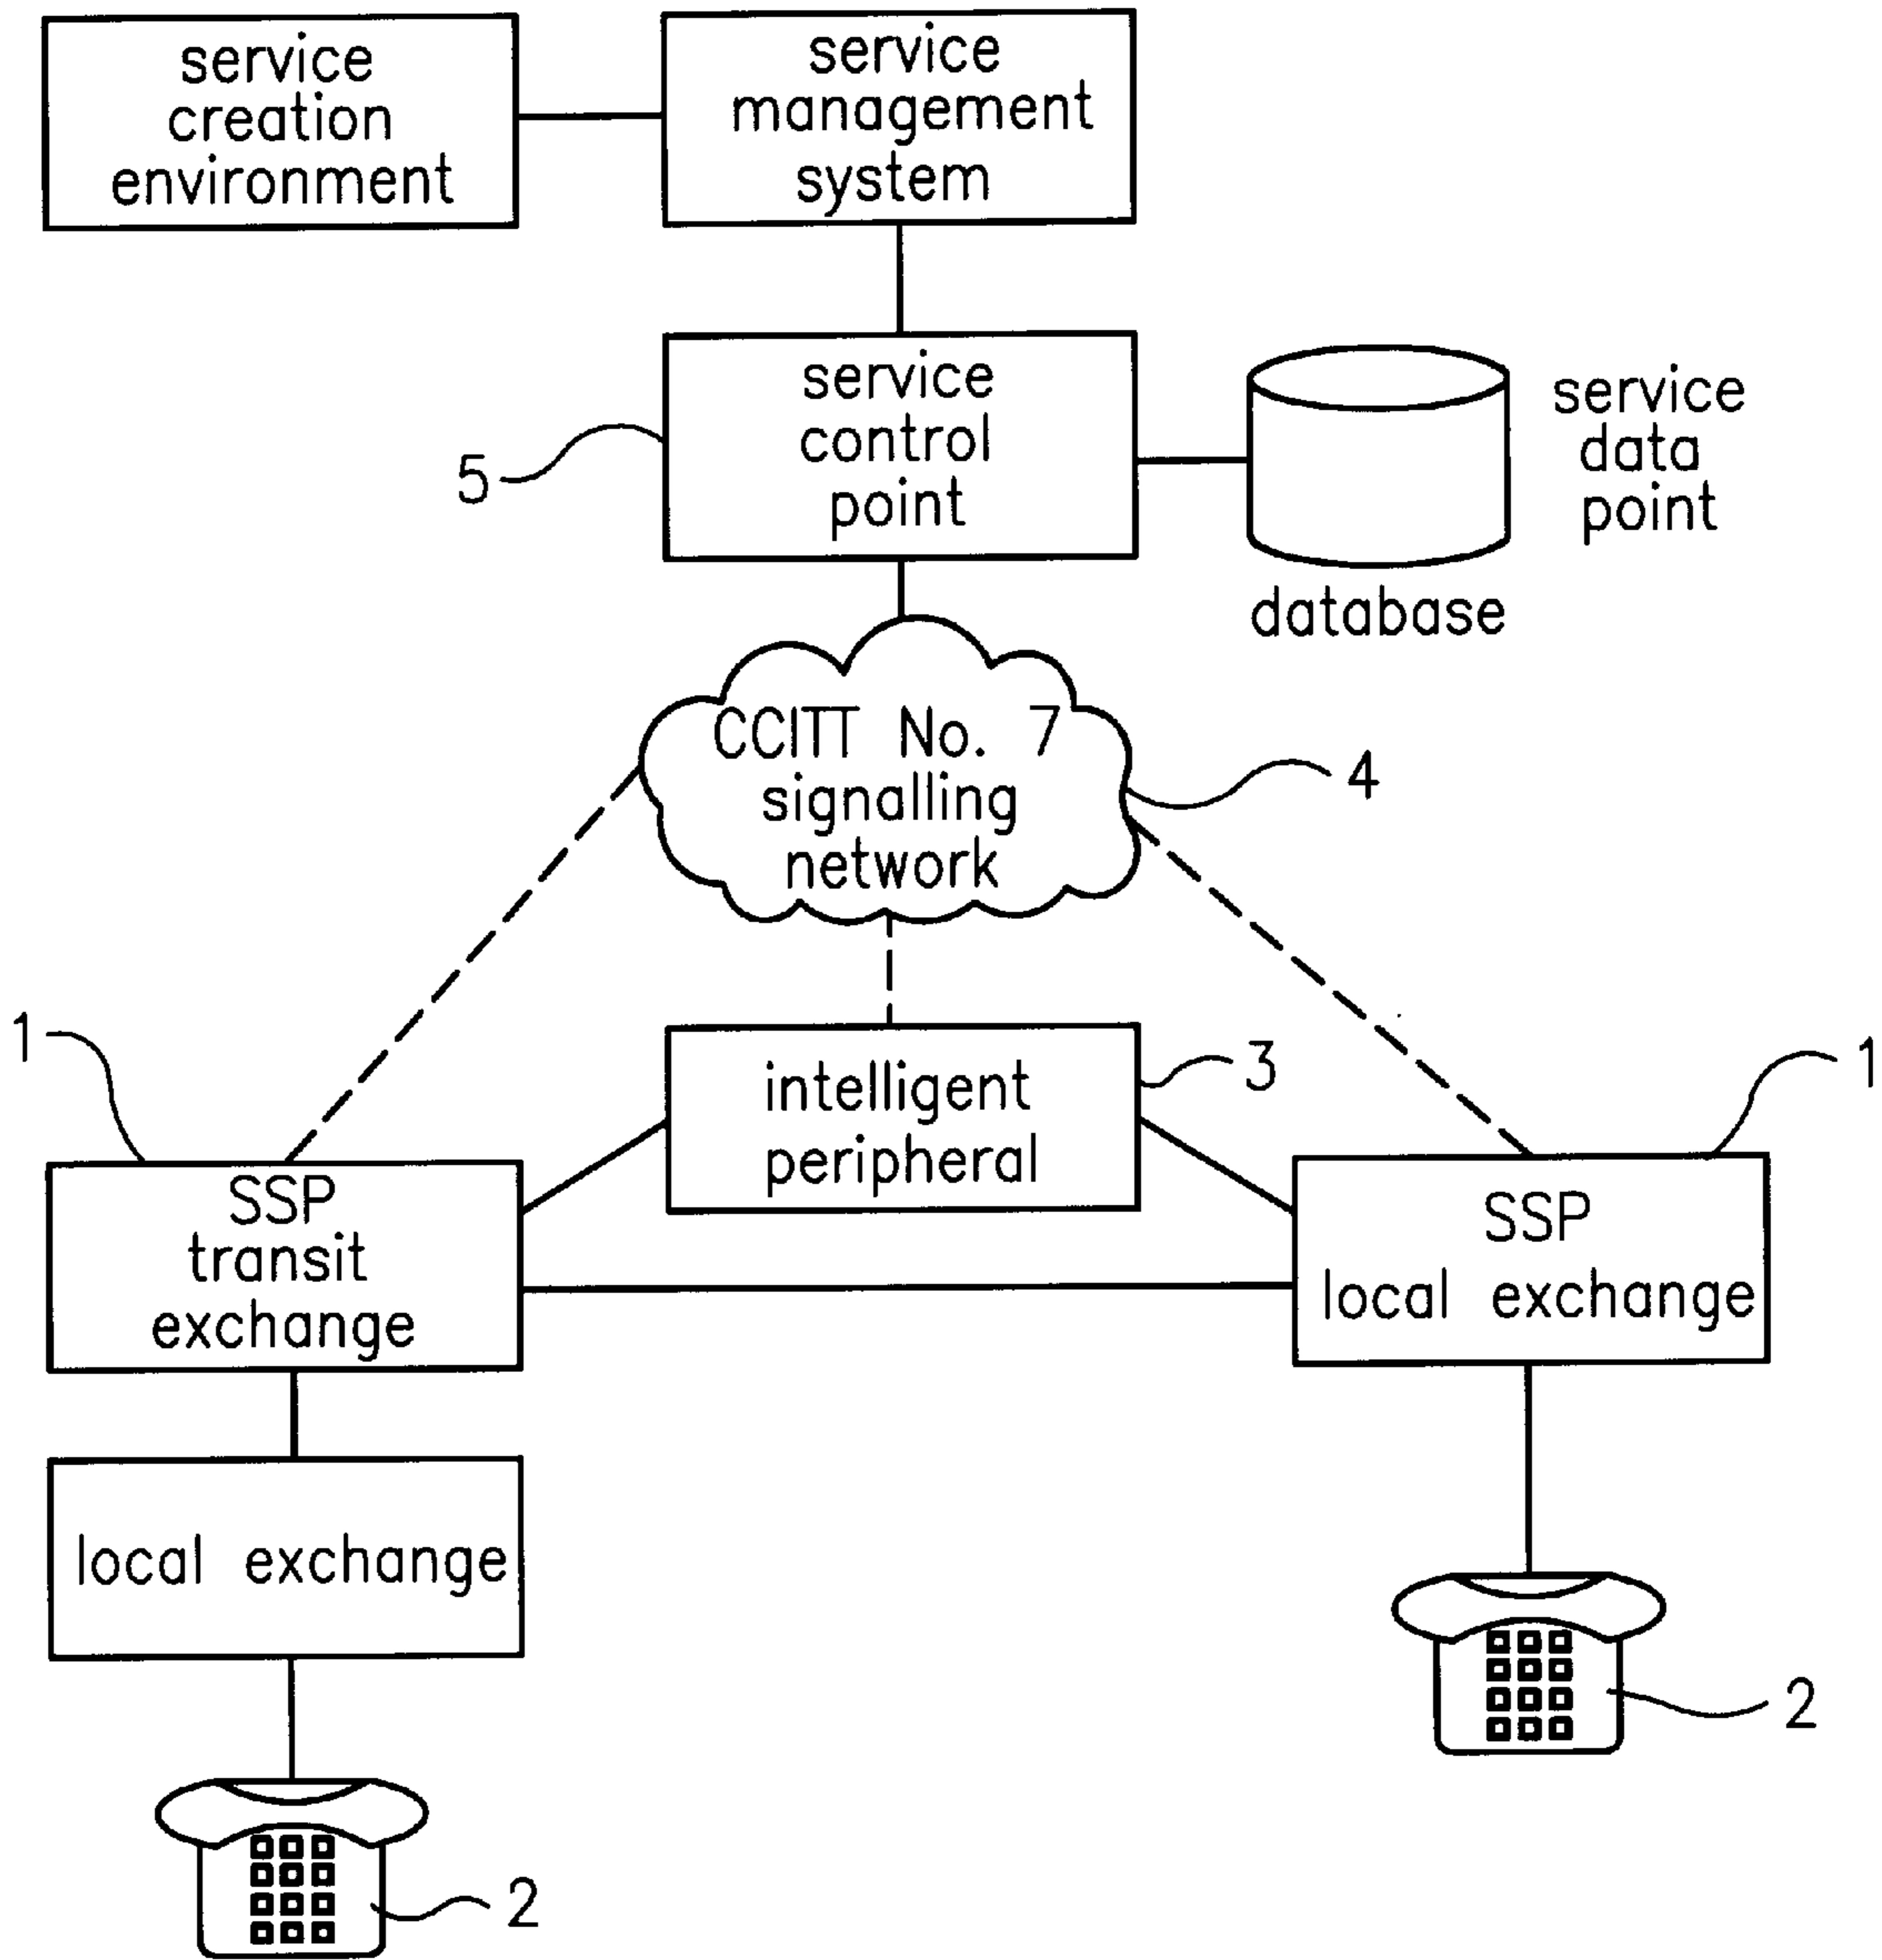 service
creation
environment
service
management
system
service
control
point
5
service
data
point
database
CCITT No. 7
signalling
network
4
1
intelligent
peripheral
3
1
SSP
transit
exchange
SSP
local exchange
local exchange
2
2